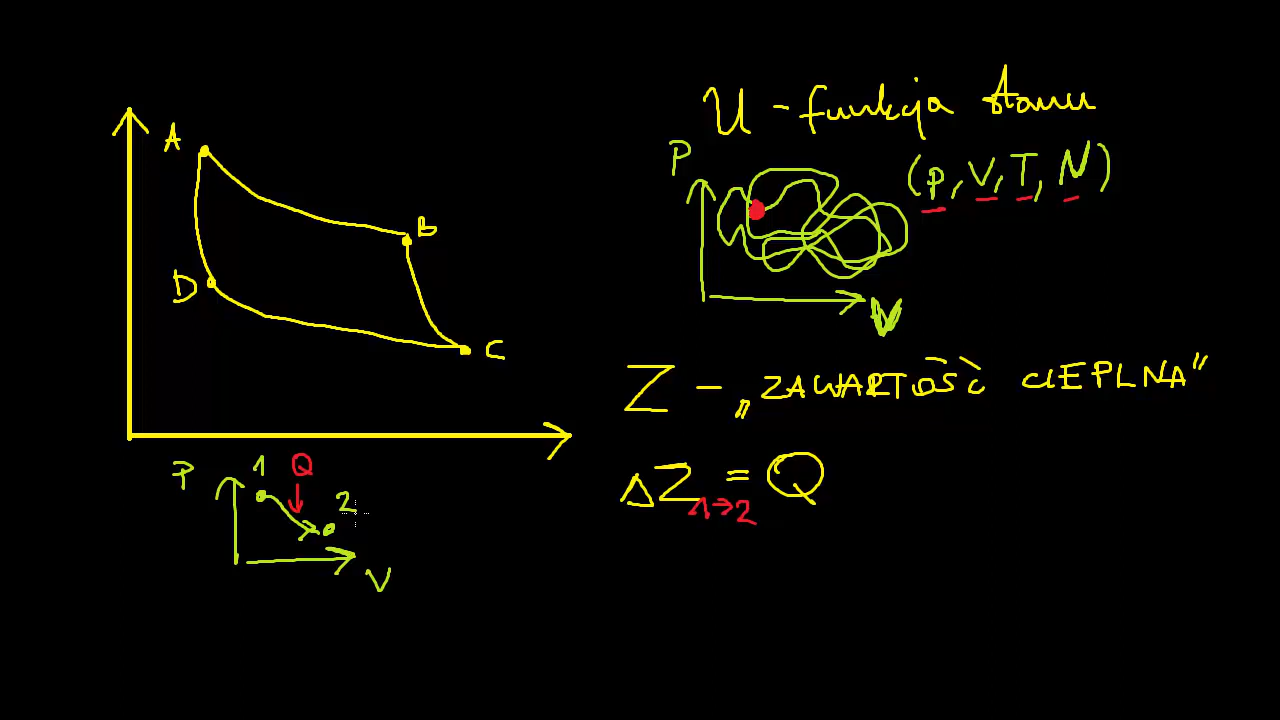 A
B
D
C
P
1
Q
2
V
U - funkcja stanu
P
(p, V, T, N)
V
Z - „ZAWARTOŚĆ CIEPLNA”
ΔZ1→2 = Q